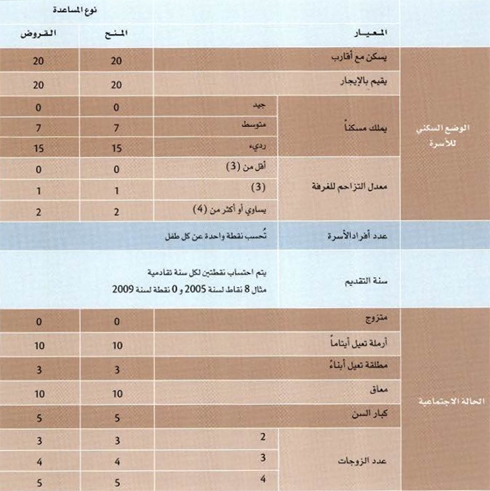 نوع المساعدة
المعيار المنح القروض
الوضع السكني للأسرة
يسكن مع أقارب 20 20
يقيم بالإيجار 20 20
يملك مسكناً
جيد 0 0
متوسط 7 7
رديء 15 15
معدل التزاحم للغرفة
أقل من (3) 0 0
(3) 1 1
يساوي أو أكثر من (4) 2 2
عدد أفراد الأسرة تُحسب نقطة واحدة عن كل طفل
سنة التقديم
يتم احتساب نقطتين لكل سنة تقادمية
مثال 8 نقاط لسنة 2005 و 0 نقطة لسنة 2009
الحالة الاجتماعية
متزوج 0 0
أرملة تعيل أيتاماً 10 10
مطلقة تعيل أبناءً 3 3
معاق 10 10
كبار السن 5 5
عدد الزوجات
2 3 3
3 4 4
4 5 5